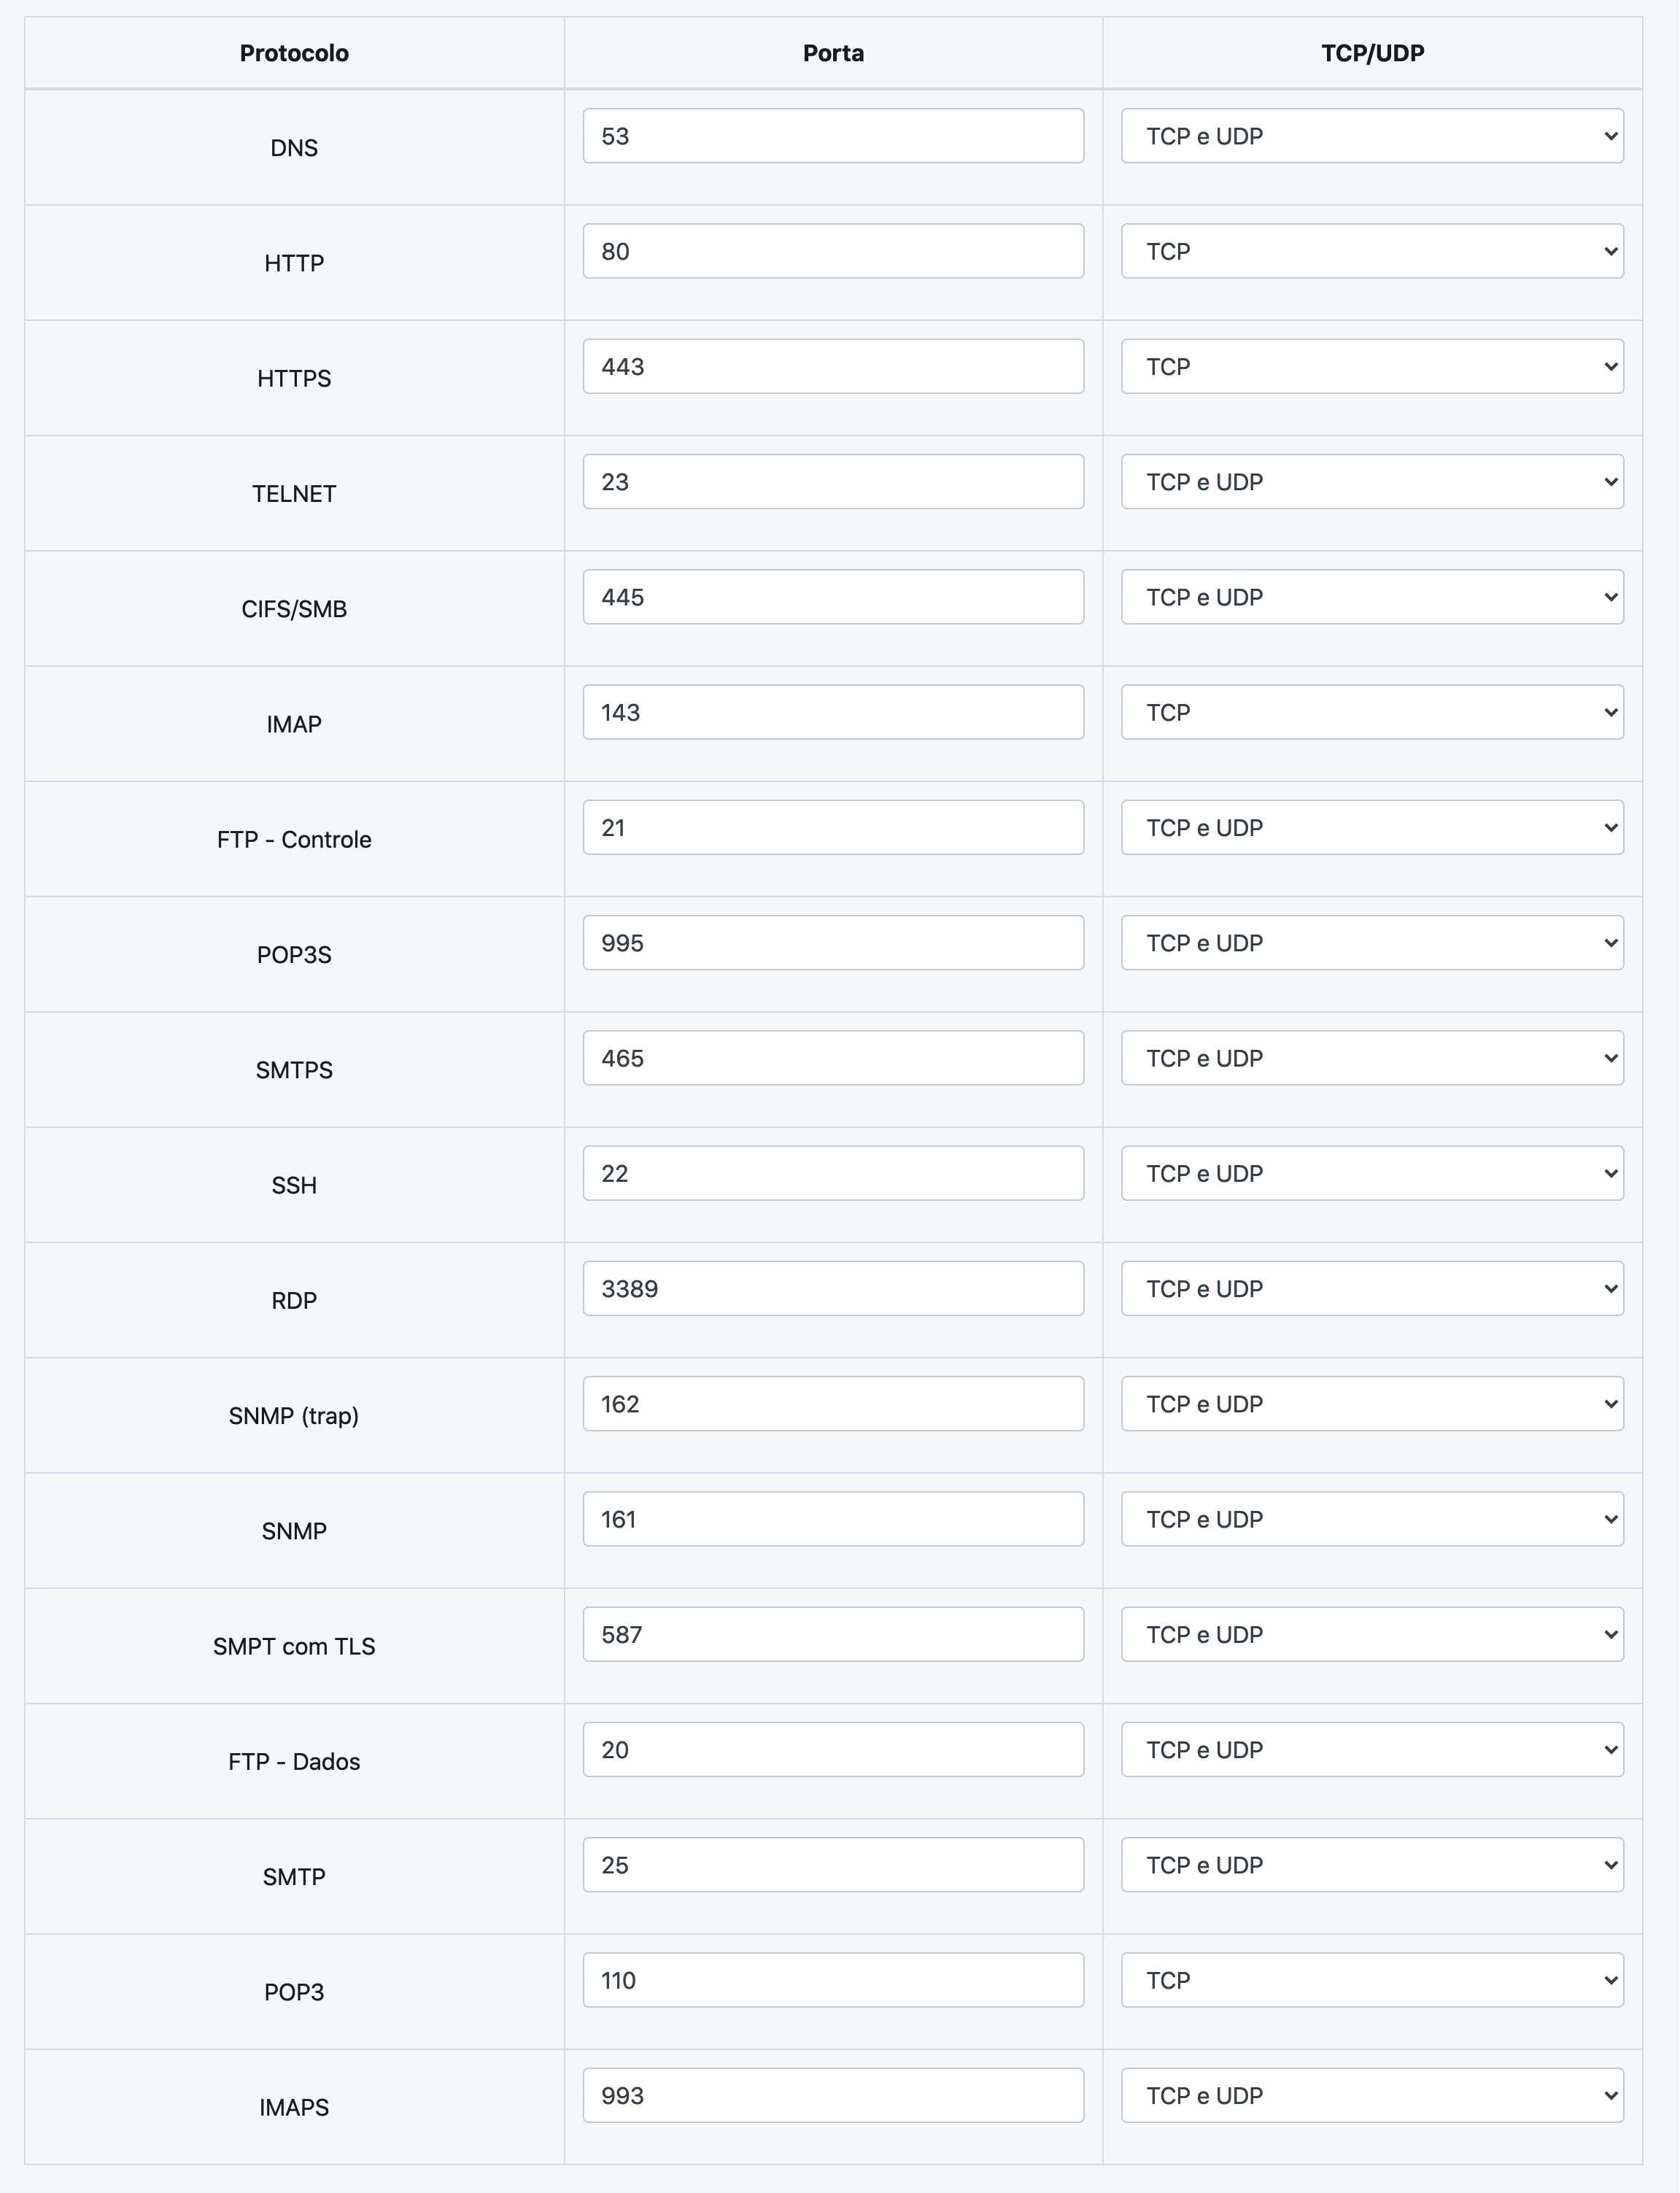 Protocolo Porta TCP/UDP
DNS 53 TCP e UDP
HTTP 80 TCP
HTTPS 443 TCP
TELNET 23 TCP e UDP
CIFS/SMB 445 TCP e UDP
IMAP 143 TCP
FTP - Controle 21 TCP e UDP
POP3S 995 TCP e UDP
SMTPS 465 TCP e UDP
SSH 22 TCP e UDP
RDP 3389 TCP e UDP
SNMP (trap) 162 TCP e UDP
SNMP 161 TCP e UDP
SMPT com TLS 587 TCP e UDP
FTP - Dados 20 TCP e UDP
SMTP 25 TCP e UDP
POP3 110 TCP
IMAPS 993 TCP e UDP